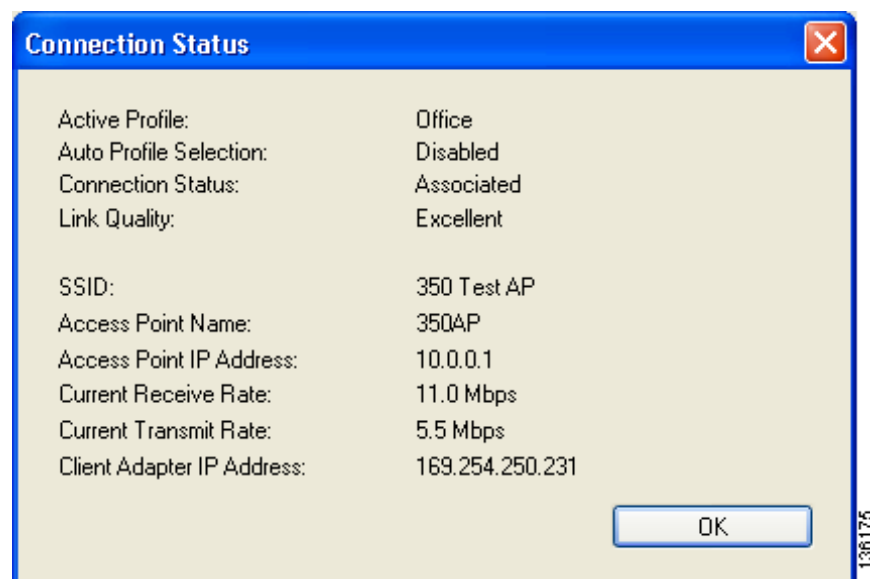 Connection Status
Active Profile: Office
Auto Profile Selection: Disabled
Connection Status: Associated
Link Quality: Excellent
SSID: 350 Test AP
Access Point Name: 350AP
Access Point IP Address: 10.0.0.1
Current Receive Rate: 11.0 Mbps
Current Transmit Rate: 5.5 Mbps
Client Adapter IP Address: 169.254.250.231
OK
136175